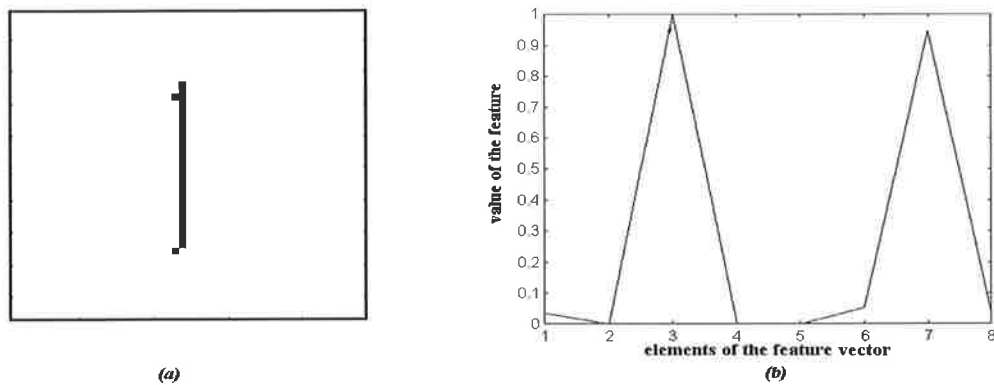 1
0.9
0.8
0.7
0.6
0.5
0.4
0.3
0.2
0.1
0
value of the feature
1 2 3 4 5 6 7 8
elements of the feature vector
(a)
(b)